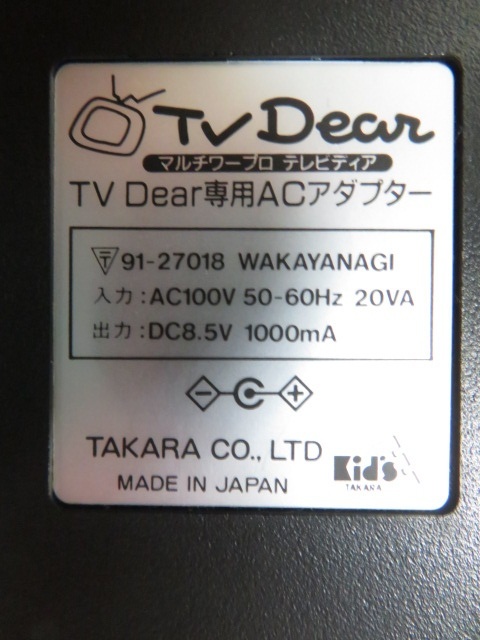 TV Dear
マルチワープロ テレビディア
TV Dear専用ACアダプター
〒91-27018 WAKAYANAGI
入力:AC100V 50-60Hz 20VA
出力:DC8.5V 1000mA
TAKARA CO., LTD
Kid's
TAKARA
MADE IN JAPAN